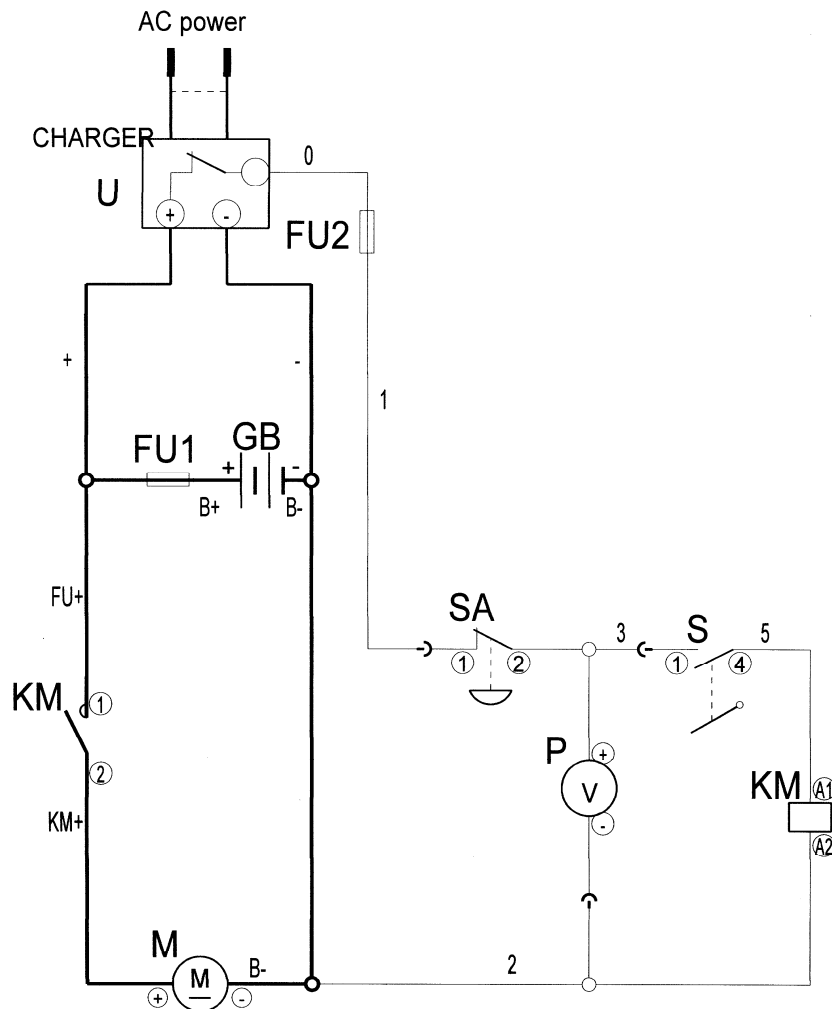 AC power
CHARGER
U
0
+ -
FU2
+
-
1
FU1
GB
+ -
B+
B-
FU+
SA
3
S
5
1 2
1 4
KM
1
2
P
+
V
-
KM
A1
A2
KM+
M
M
B-
2
+ -